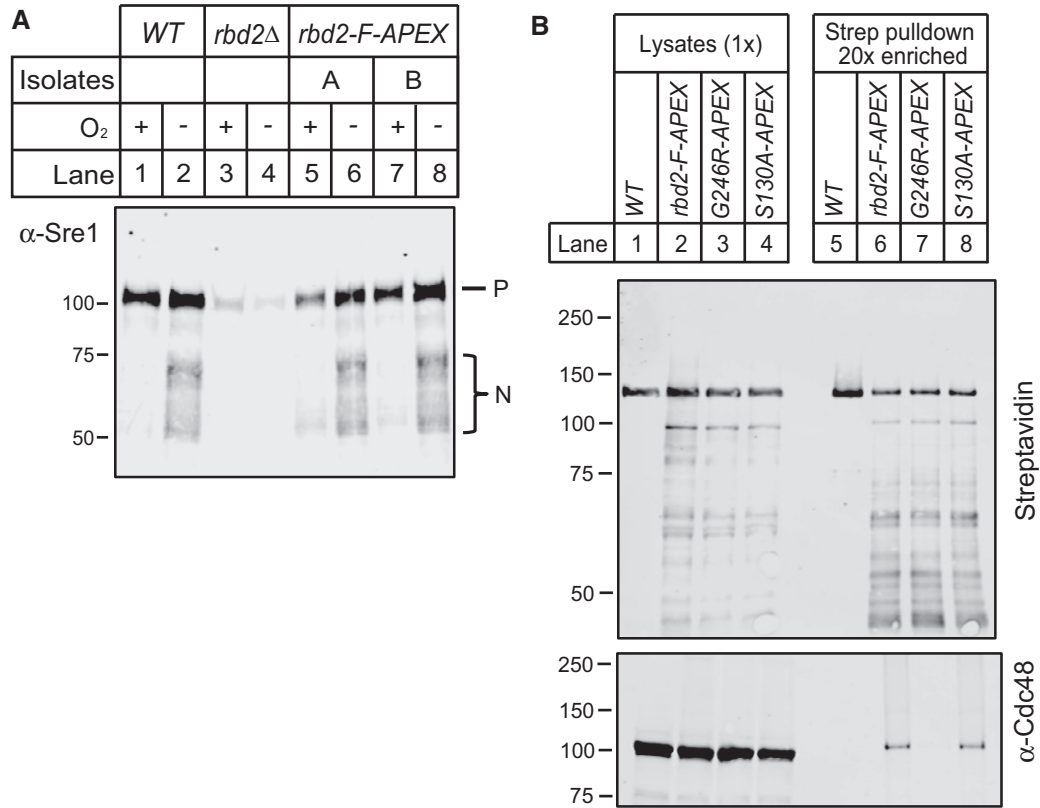 A
WT rbd2Δ rbd2-F-APEX
Isolates A B
O₂ + - + - + - + -
Lane 1 2 3 4 5 6 7 8
α-Sre1
100
75
50
P
N
B
Lysates (1x)
Strep pulldown
20x enriched
WT
rbd2-F-APEX
G246R-APEX
S130A-APEX
WT
rbd2-F-APEX
G246R-APEX
S130A-APEX
Lane 1 2 3 4 5 6 7 8
250
150
100
75
50
Streptavidin
250
150
100
75
α-Cdc48